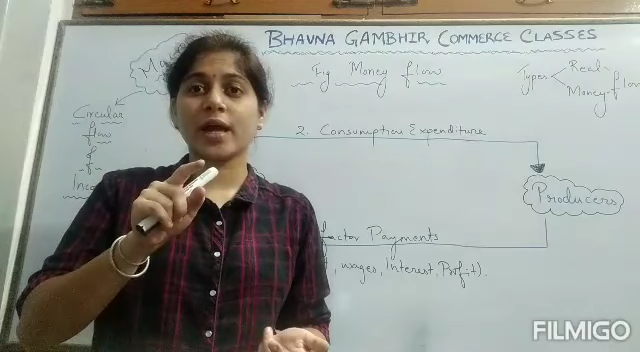 BHAVNA GAMBHIR COMMERCE CLASSES
Fig Money flow
Types Real
Money flow
Circular
flow
of
2. Consumption Expenditure
Producers
factor Payments
, wages, Interest, Profit).
FILMIGO